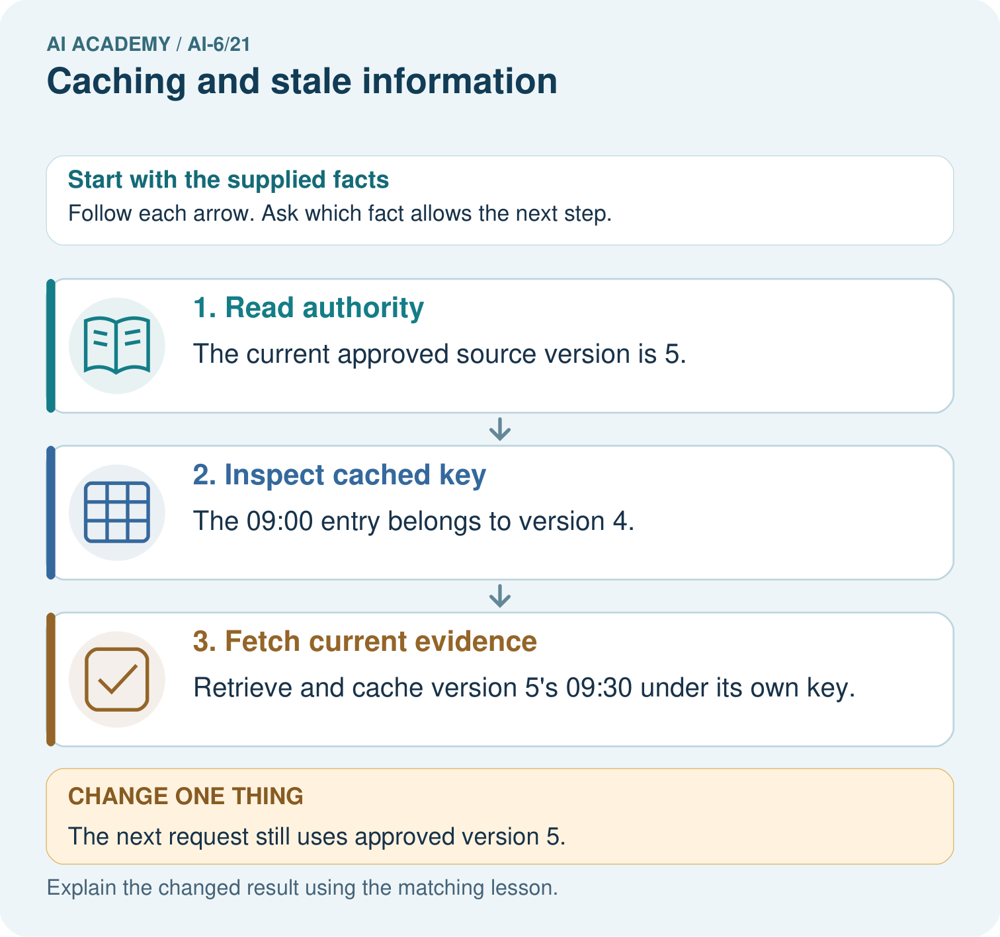 AI ACADEMY / AI-6/21
Caching and stale information
Start with the supplied facts
Follow each arrow. Ask which fact allows the next step.
1. Read authority
The current approved source version is 5.
2. Inspect cached key
The 09:00 entry belongs to version 4.
3. Fetch current evidence
Retrieve and cache version 5's 09:30 under its own key.
CHANGE ONE THING
The next request still uses approved version 5.
Explain the changed result using the matching lesson.